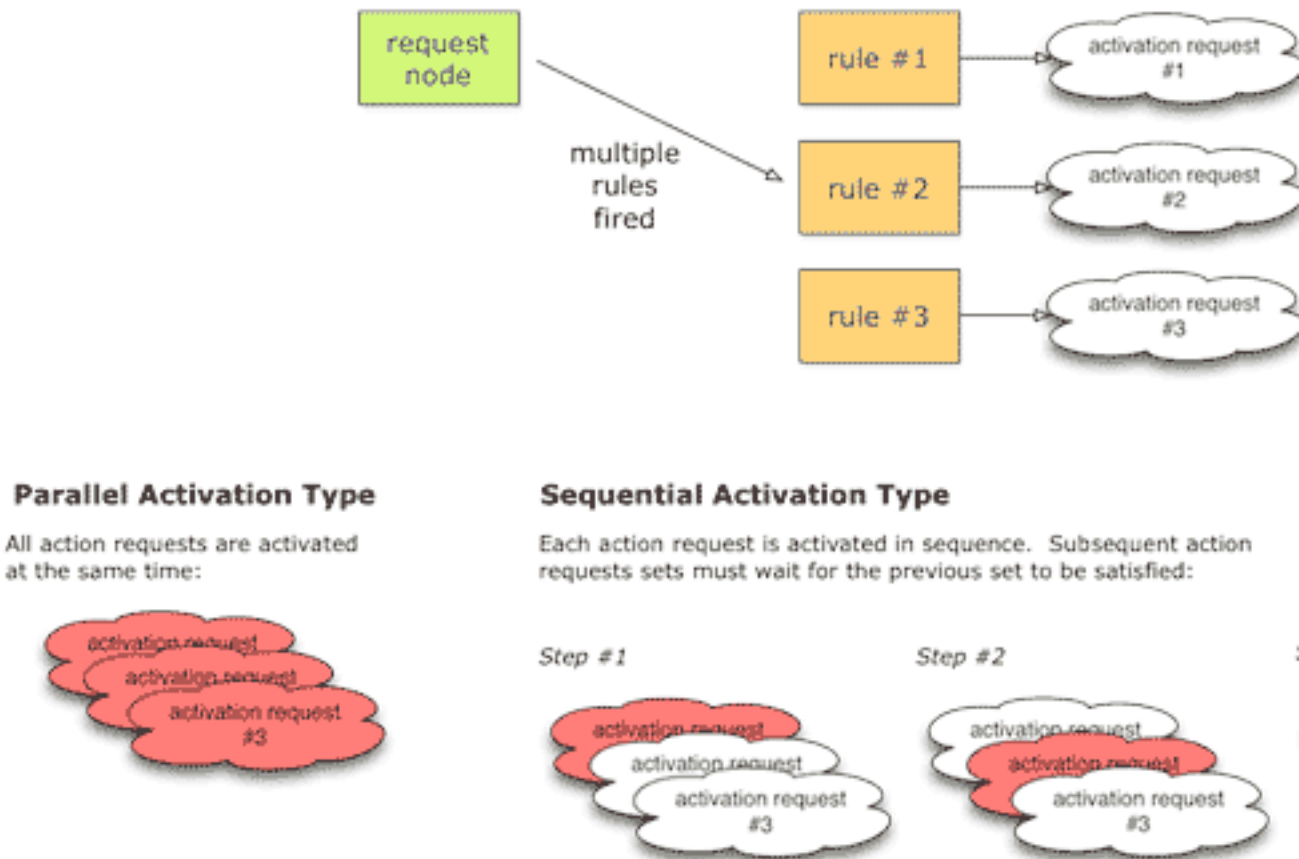 request
node
multiple
rules
fired
rule #1
activation request
#1
rule #2
activation request
#2
rule #3
activation request
#3
Parallel Activation Type
All action requests are activated
at the same time:
activation request
activation request
activation request
#3
Sequential Activation Type
Each action request is activated in sequence.  Subsequent action
requests sets must wait for the previous set to be satisfied:
Step #1
activation request
activation request
activation request
#3
Step #2
activation request
activation request
activation request
#3